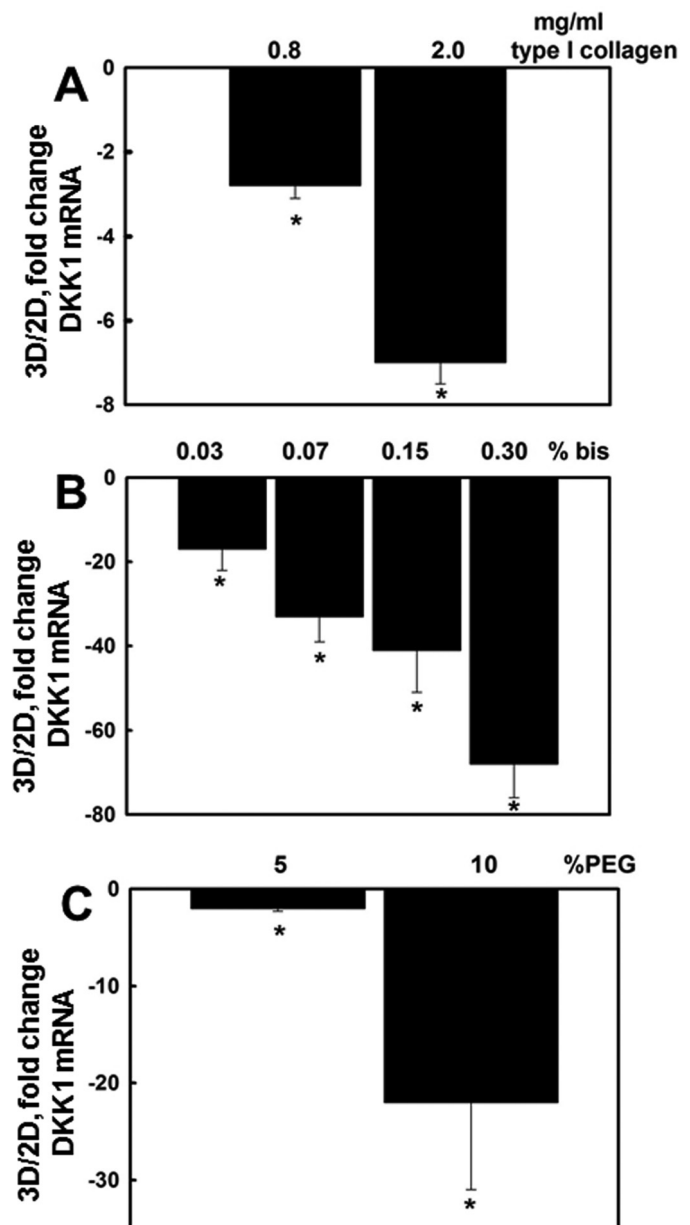 mg/ml
0.8 2.0 type I collagen
A
0
-2
-4
-6
-8
3D/2D, fold change
DKK1 mRNA
*
*
0.03 0.07 0.15 0.30 % bis
B
0
-20
-40
-60
-80
3D/2D, fold change
DKK1 mRNA
*
*
*
*
5 10 %PEG
C
0
-10
-20
-30
3D/2D, fold change
DKK1 mRNA
*
*